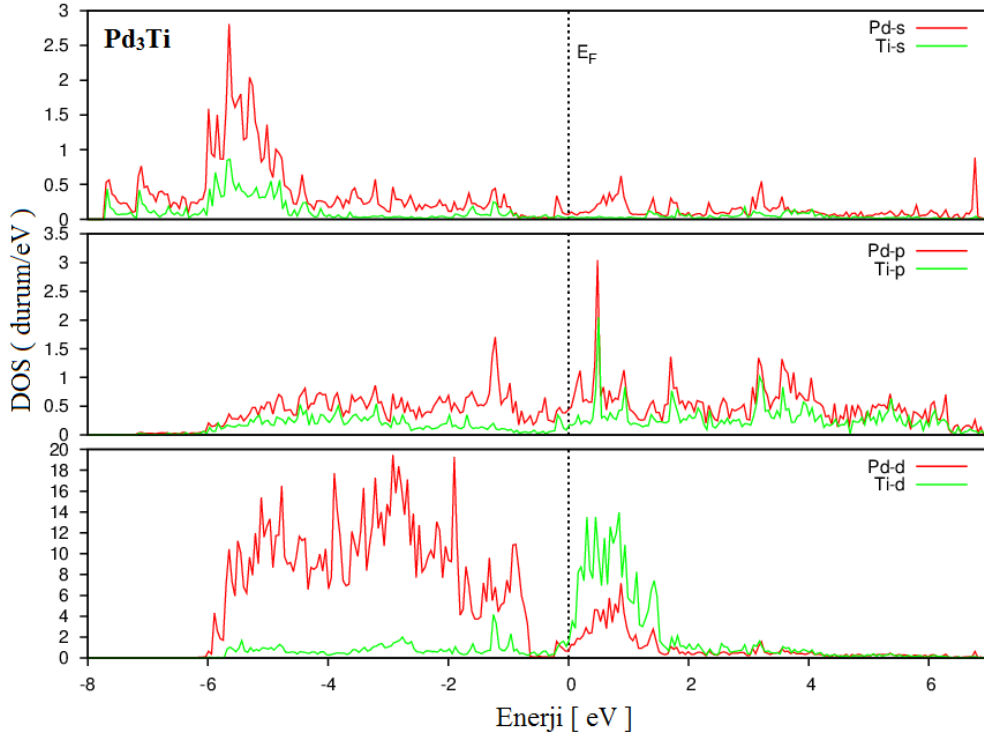 Pd₃Ti
Pd-s
Ti-s
E_F
3
2.5
2
1.5
1
0.5
0
Pd-p
Ti-p
3.5
3
2.5
2
1.5
1
0.5
0
DOS ( durum/eV )
Pd-d
Ti-d
20
18
16
14
12
10
8
6
4
2
0
-8 -6 -4 -2 0 2 4 6
Enerji [ eV ]